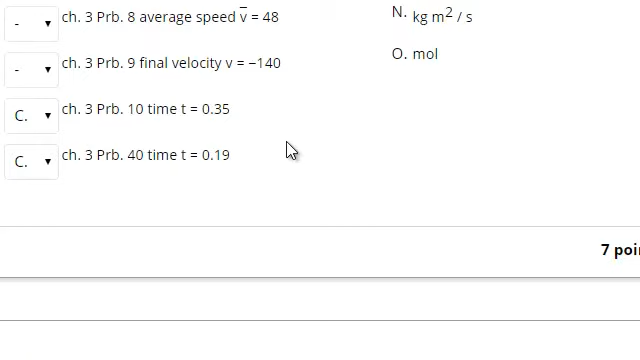 - ch. 3 Prb. 8 average speed v̅ = 48
- ch. 3 Prb. 9 final velocity v = −140
C. ch. 3 Prb. 10 time t = 0.35
C. ch. 3 Prb. 40 time t = 0.19
N. kg m² / s
O. mol
7 poi